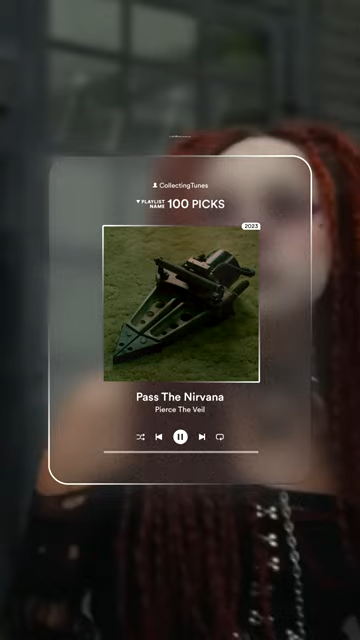 CollectingTunes
PLAYLIST NAME 100 PICKS
2023
Pass The Nirvana
Pierce The Veil